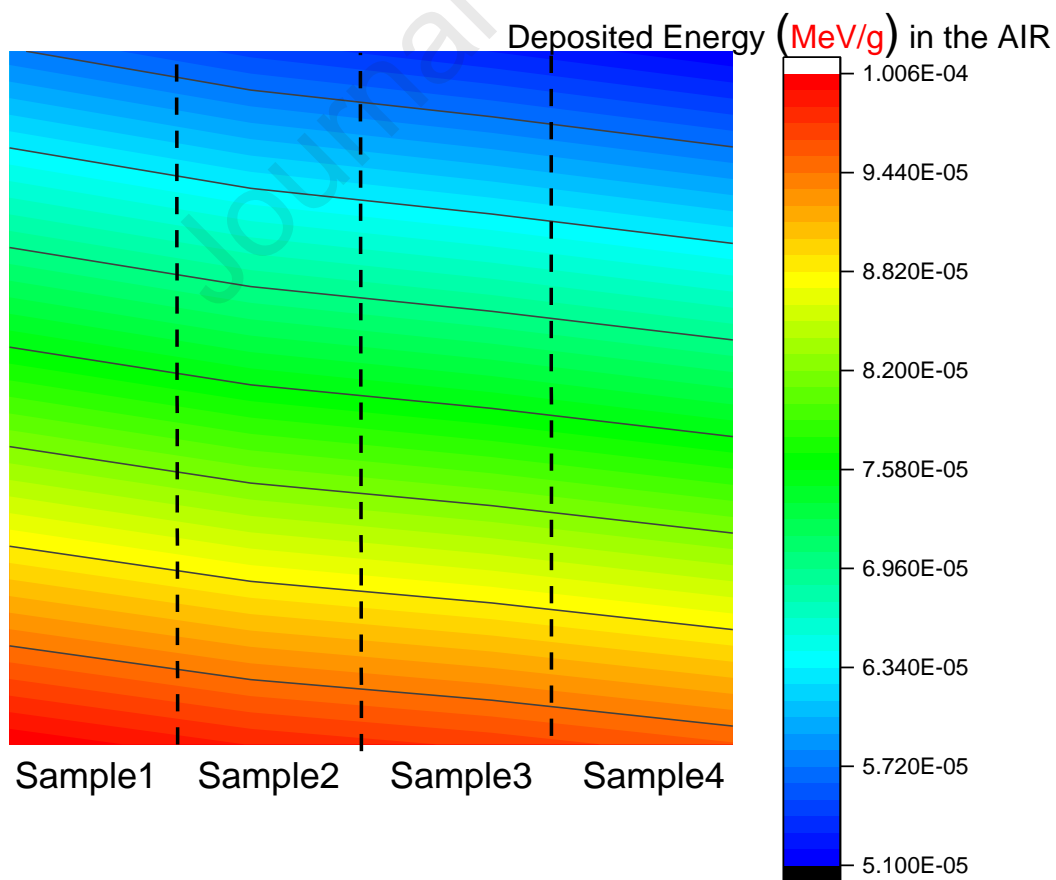 Journal
Deposited Energy (MeV/g) in the AIR
1.006E-04
9.440E-05
8.820E-05
8.200E-05
7.580E-05
6.960E-05
6.340E-05
5.720E-05
5.100E-05
Sample1 Sample2 Sample3 Sample4